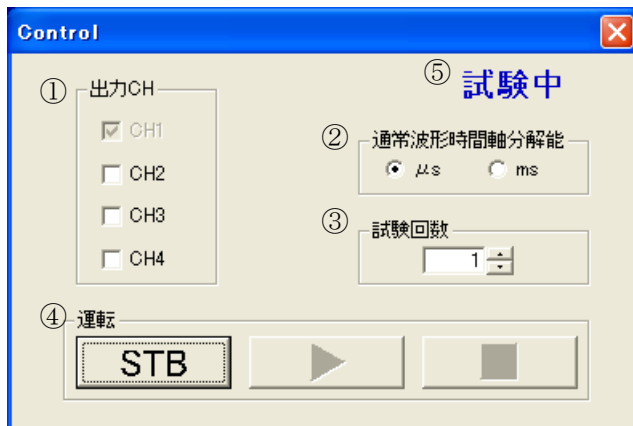 Control
① 出力CH
CH1
CH2
CH3
CH4
⑤ 試験中
② 通常波形時間軸分解能
μs ms
③ 試験回数
1
④ 運転
STB